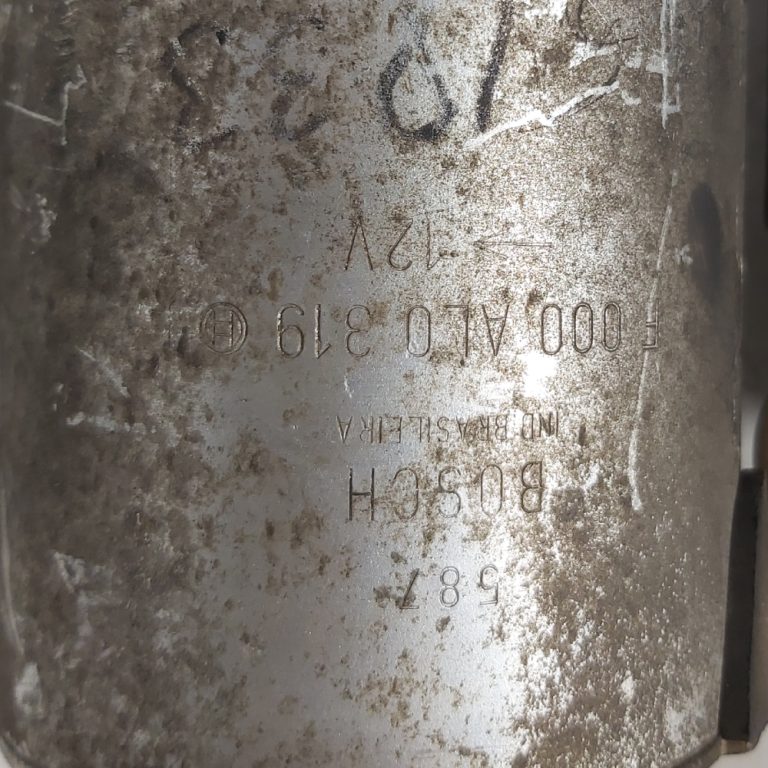 587
BOSCH
IND BRASILEIRA
F 000 AL0 319
→ 12V